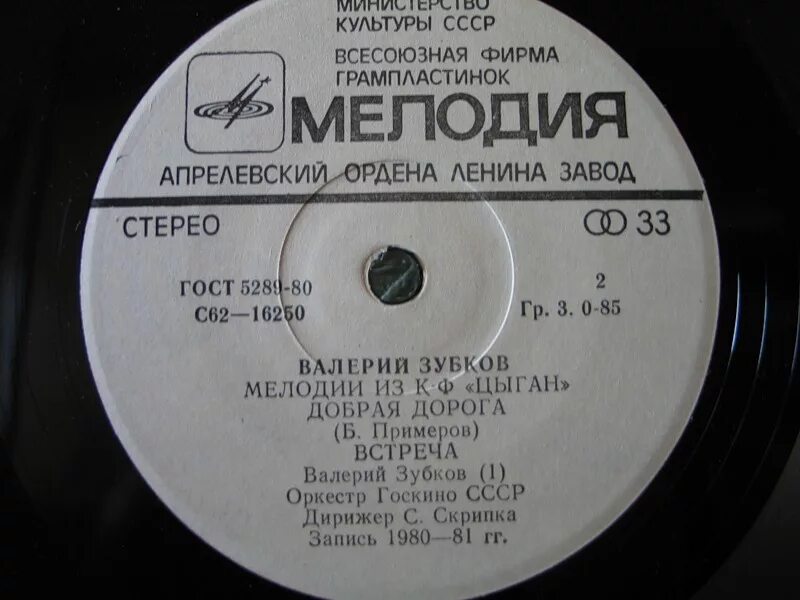 МИНИСТЕРСТВО
КУЛЬТУРЫ СССР
ВСЕСОЮЗНАЯ ФИРМА
ГРАМПЛАСТИНОК
МЕЛОДИЯ
АПРЕЛЕВСКИЙ ОРДЕНА ЛЕНИНА ЗАВОД
СТЕРЕО
33
ГОСТ 5289-80
С62—16250
2
Гр. 3. 0-85
ВАЛЕРИЙ ЗУБКОВ
МЕЛОДИИ ИЗ К-Ф «ЦЫГАН»
ДОБРАЯ ДОРОГА
(Б. Примеров)
ВСТРЕЧА
Валерий Зубков (1)
Оркестр Госкино СССР
Дирижер С. Скрипка
Запись 1980—81 гг.